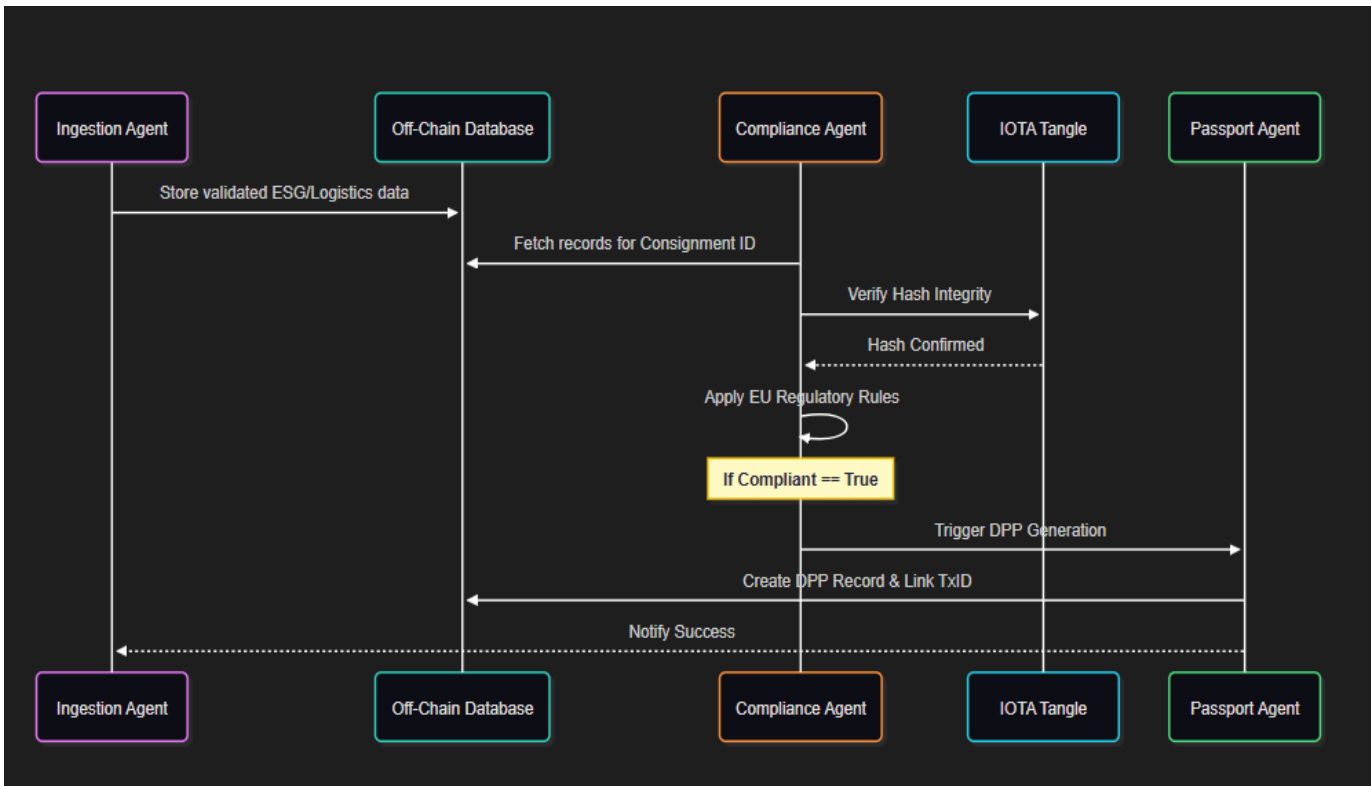 Ingestion Agent
Off-Chain Database
Compliance Agent
IOTA Tangle
Passport Agent
Store validated ESG/Logistics data
Fetch records for Consignment ID
Verify Hash Integrity
Hash Confirmed
Apply EU Regulatory Rules
If Compliant == True
Trigger DPP Generation
Create DPP Record & Link TxID
Notify Success
Ingestion Agent
Off-Chain Database
Compliance Agent
IOTA Tangle
Passport Agent